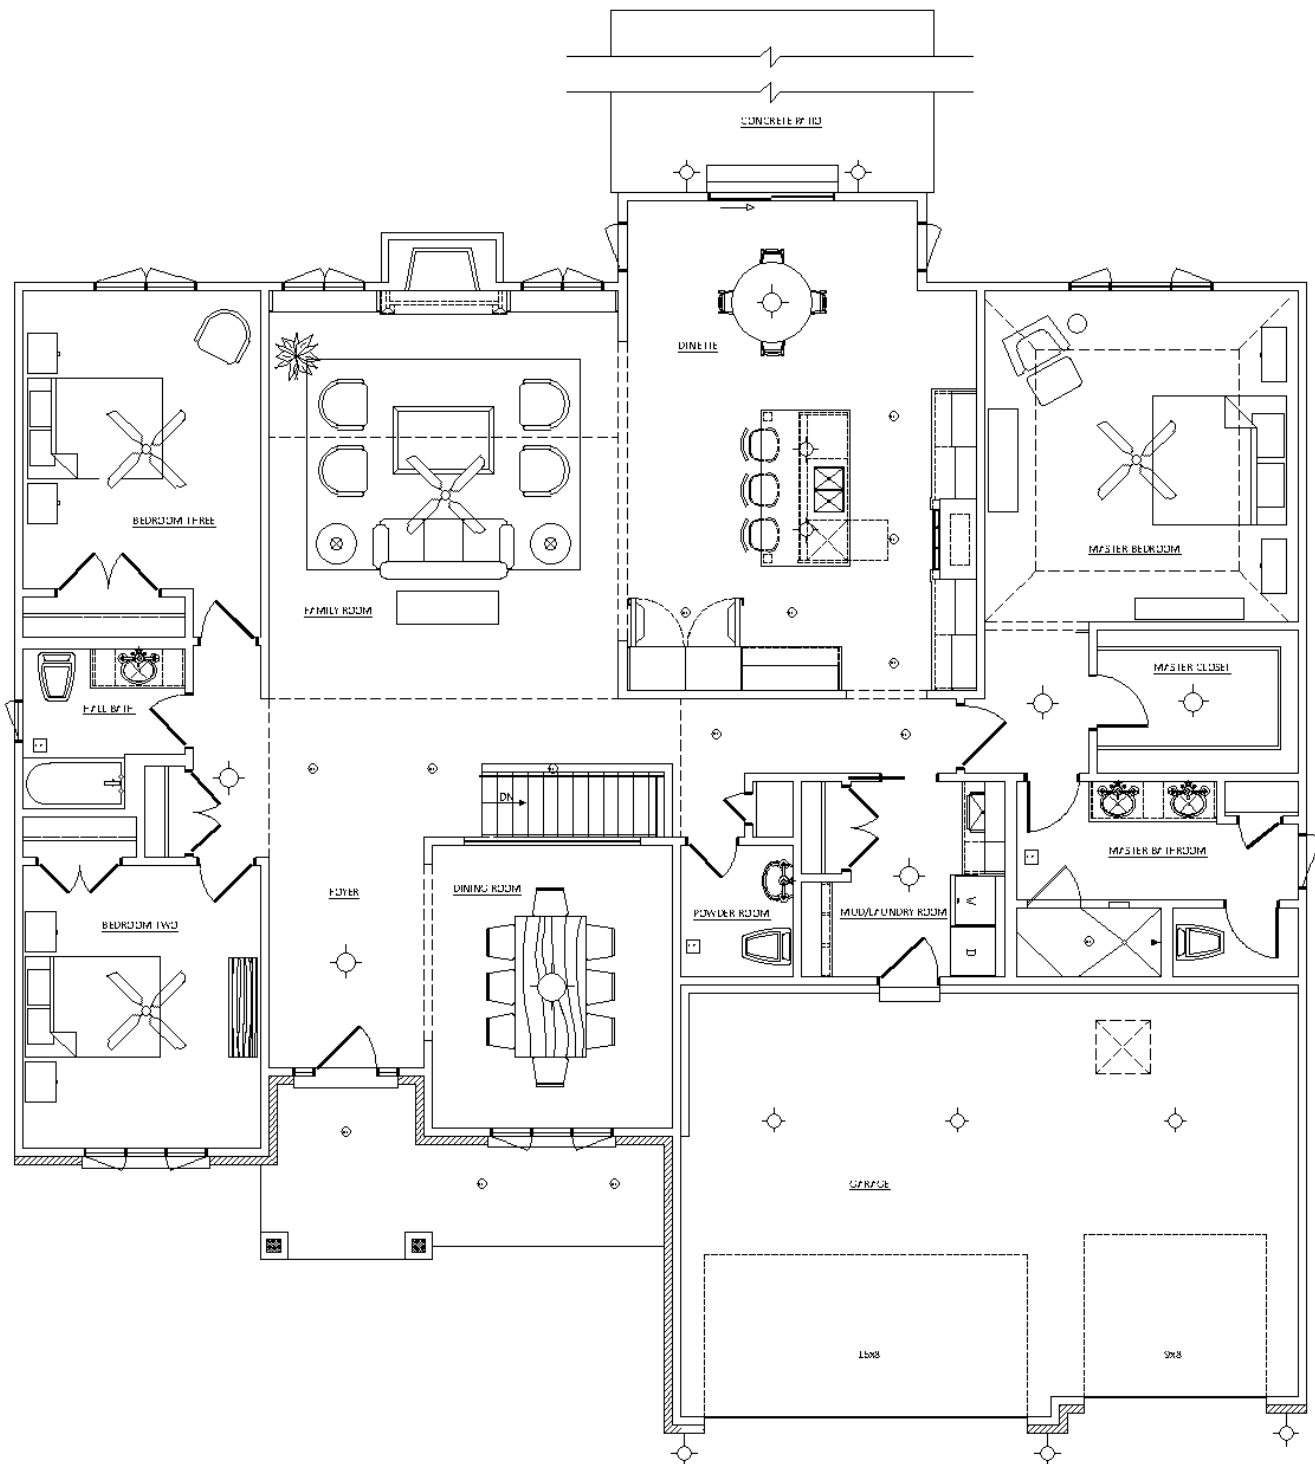 CONCRETE PATIO
DINETTE
BEDROOM THREE
MASTER BEDROOM
FAMILY ROOM
MASTER CLOSET
HALL BATH
DN
MASTER BATHROOM
DINING ROOM
FOYER
POWDER ROOM
MUD/LAUNDRY ROOM
W
BEDROOM TWO
D
GARAGE
16x8
9x8